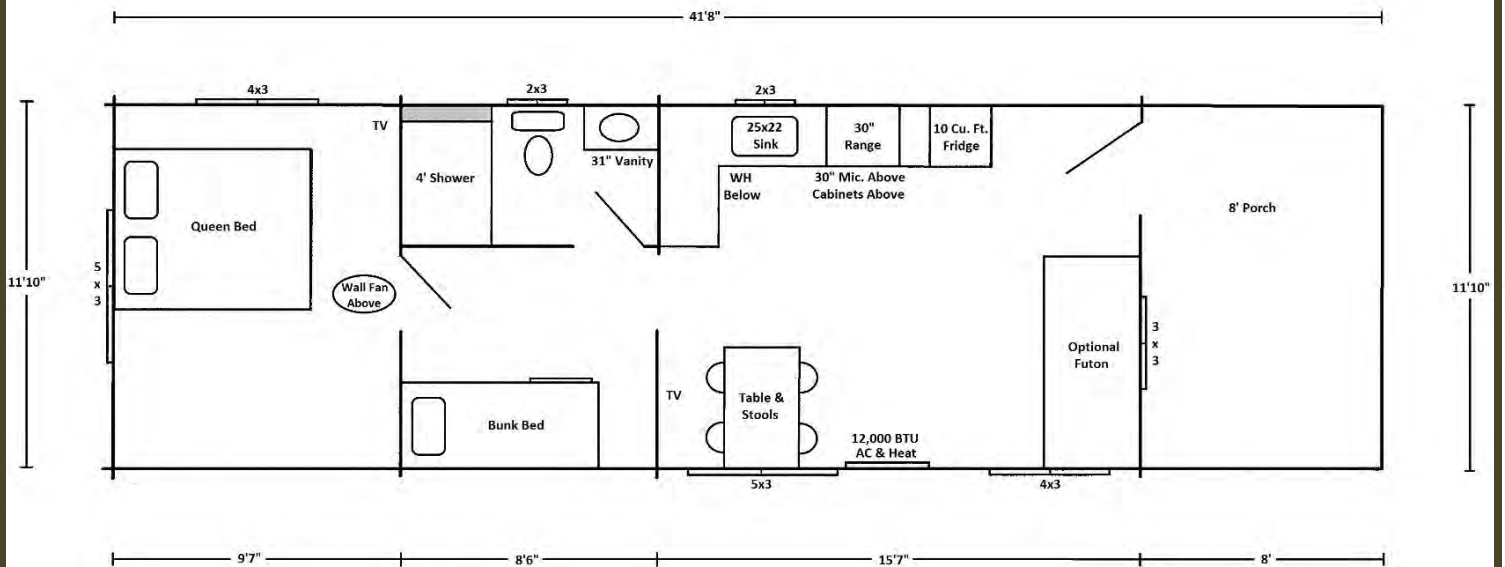 41'8"
4x3
2x3
2x3
TV
25x22
Sink
30"
Range
10 Cu. Ft.
Fridge
31" Vanity
4' Shower
WH
Below
30" Mic. Above
Cabinets Above
8' Porch
Queen Bed
11'10"
5
x
3
Wall Fan
Above
11'10"
3
x
3
Optional
Futon
TV
Table &
Stools
Bunk Bed
12,000 BTU
AC & Heat
5x3
4x3
9'7"
8'6"
15'7"
8'